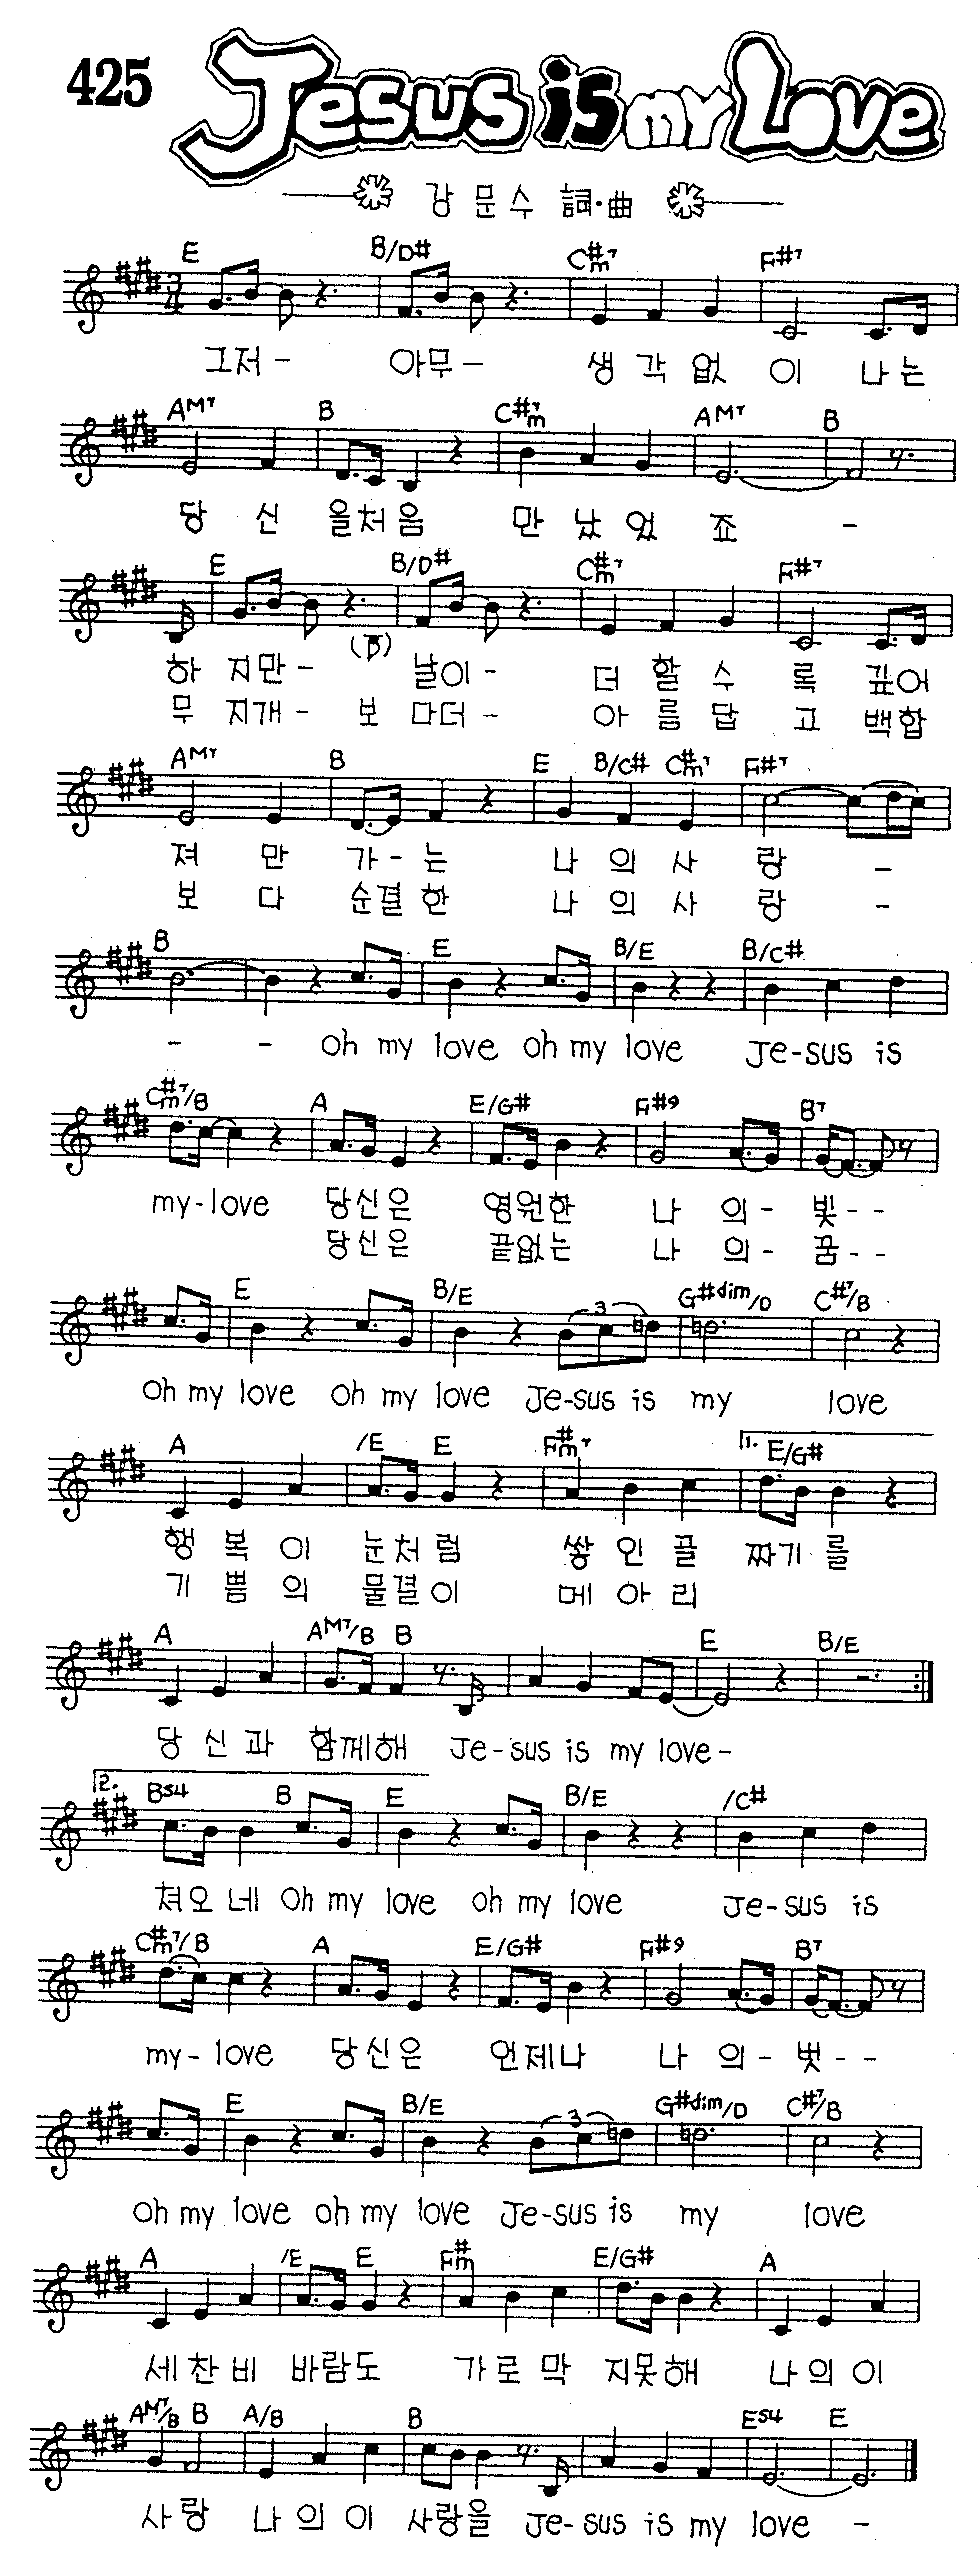 425 Jesus is my Love
강 문 수 詞·曲
E B/D# C#m7 F#7
3/4
그저- 아무- 생 각 없 이 나 는
AM7 B C#m7 AM7 B
당 신 을처 음 만 났 었 죠 -
E B/D# C#m7 F#7
(B)
하 지만- 날이- 더 할 수 록 깊어
무 지개- 보 다더- 아 름 답 고 백합
AM7 B E B/C# C#m7 F#7
져 만 가-는 나 의 사 랑 -
보 다 순결 한 나 의 사 랑 -
B E B/E B/C#
- - oh my love oh my love Je-sus is
C#m7/B A E/G# F#9 B7
my-love 당신은 영원한 나 의- 빛--
당신은 끝없는 나 의- 꿈--
E B/E G#dim/D C#7/B
3
Oh my love oh my love Je-sus is my love
A /E E F#m7 1. E/G#
행 복 이 눈처 럼 쌓 인 골 짜기 를
기 쁨 의 물결 이 메 아 리
A AM7/B B E B/E
당 신 과 함께해 Je-sus is my love-
2. Bs4 B E B/E /C#
쳐오 네 Oh my love oh my love Je-sus is
C#m7/B A E/G# F#9 B7
my-love 당신은 언제나 나 의- 벗--
E B/E G#dim/D C#7/B
3
Oh my love oh my love Je-sus is my love
A /E E F#m E/G# A
세 찬 비 바람도 가 로 막 지못해 나 의 이
AM7/B B A/B B Es4 E
사 랑 나 의 이 사랑을 Je-sus is my love -